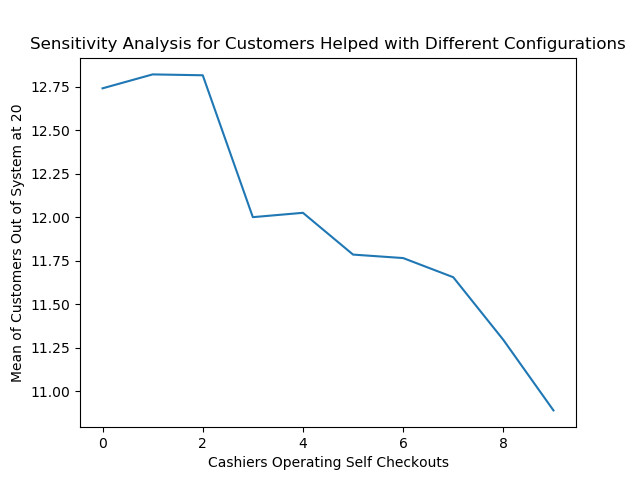 Sensitivity Analysis for Customers Helped with Different Configurations
Mean of Customers Out of System at 20
12.75
12.50
12.25
12.00
11.75
11.50
11.25
11.00
0 2 4 6 8
Cashiers Operating Self Checkouts